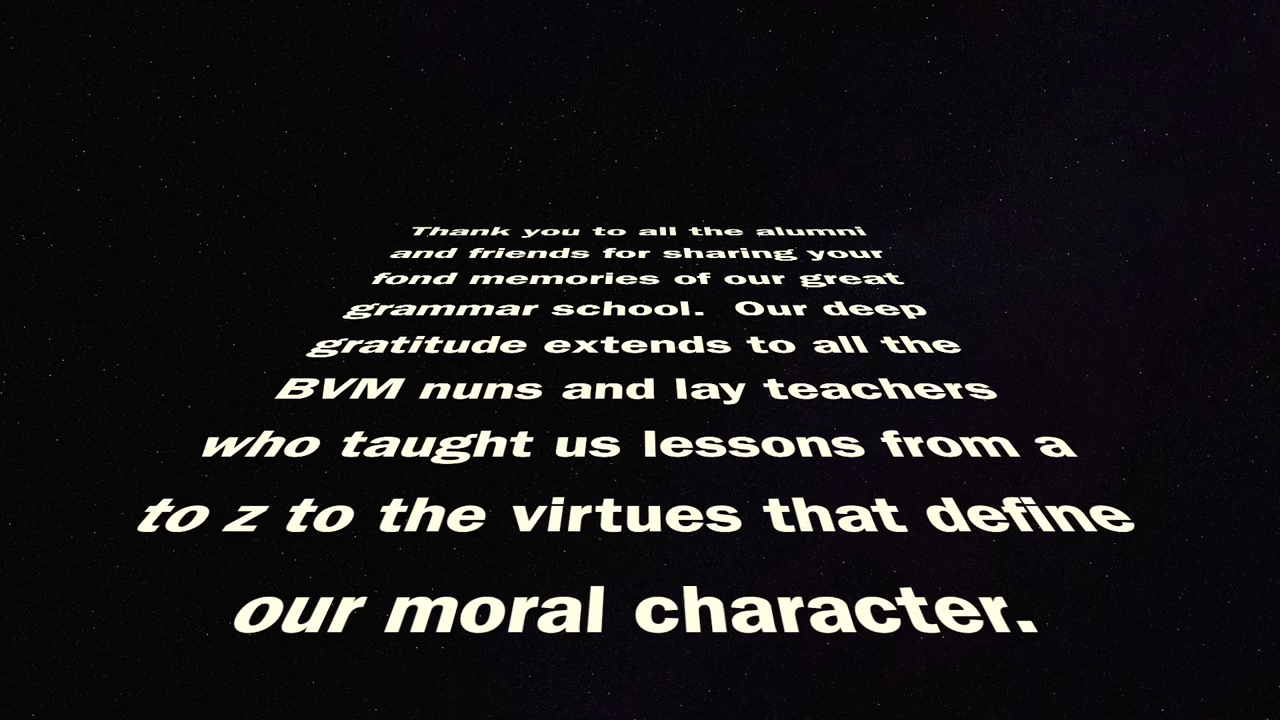 Thank you to all the alumni
and friends for sharing your
fond memories of our great
grammar school.  Our deep
gratitude extends to all the
BVM nuns and lay teachers
who taught us lessons from a
to z to the virtues that define
our moral character.